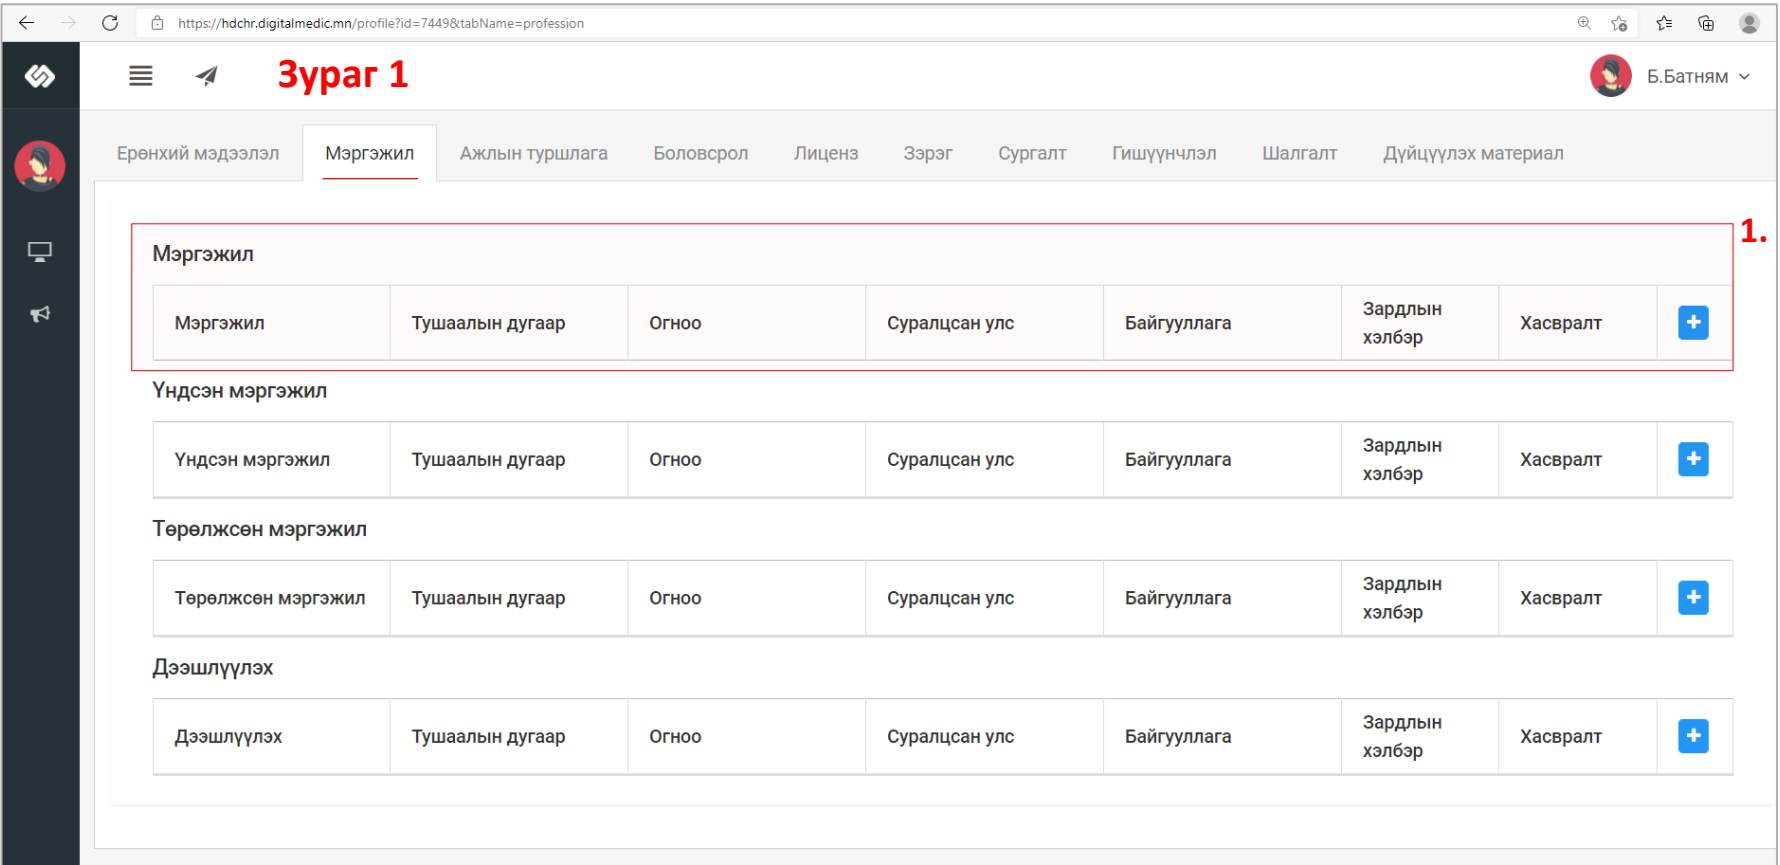 https://hdchr.digitalmedic.mn/profile?id=7449&tabName=profession
Зураг 1
Б.Батням
Ерөнхий мэдээлэл Мэргэжил Ажлын туршлага Боловсрол Лиценз Зэрэг Сургалт Гишүүнчлэл Шалгалт Дүйцүүлэх материал
1.
Мэргэжил
Мэргэжил Тушаалын дугаар Огноо Суралцсан улс Байгууллага Зардлын хэлбэр Хасвралт
Үндсэн мэргэжил
Үндсэн мэргэжил Тушаалын дугаар Огноо Суралцсан улс Байгууллага Зардлын хэлбэр Хасвралт
Төрөлжсөн мэргэжил
Төрөлжсөн мэргэжил Тушаалын дугаар Огноо Суралцсан улс Байгууллага Зардлын хэлбэр Хасвралт
Дээшлүүлэх
Дээшлүүлэх Тушаалын дугаар Огноо Суралцсан улс Байгууллага Зардлын хэлбэр Хасвралт